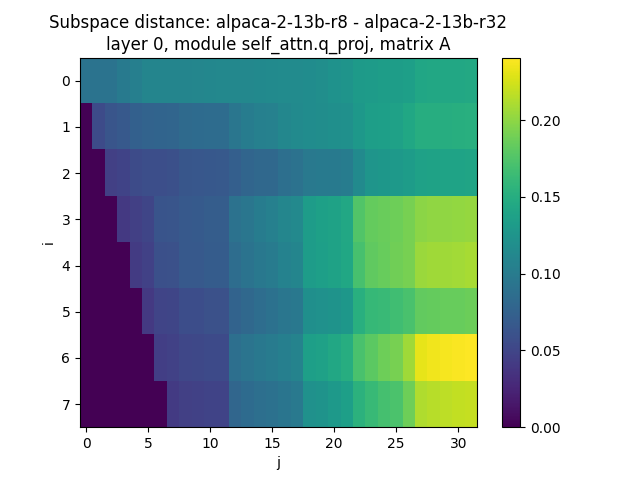 Subspace distance: alpaca-2-13b-r8 - alpaca-2-13b-r32
layer 0, module self_attn.q_proj, matrix A
0
1
2
3
4
5
6
7
i
0 5 10 15 20 25 30
j
0.20
0.15
0.10
0.05
0.00